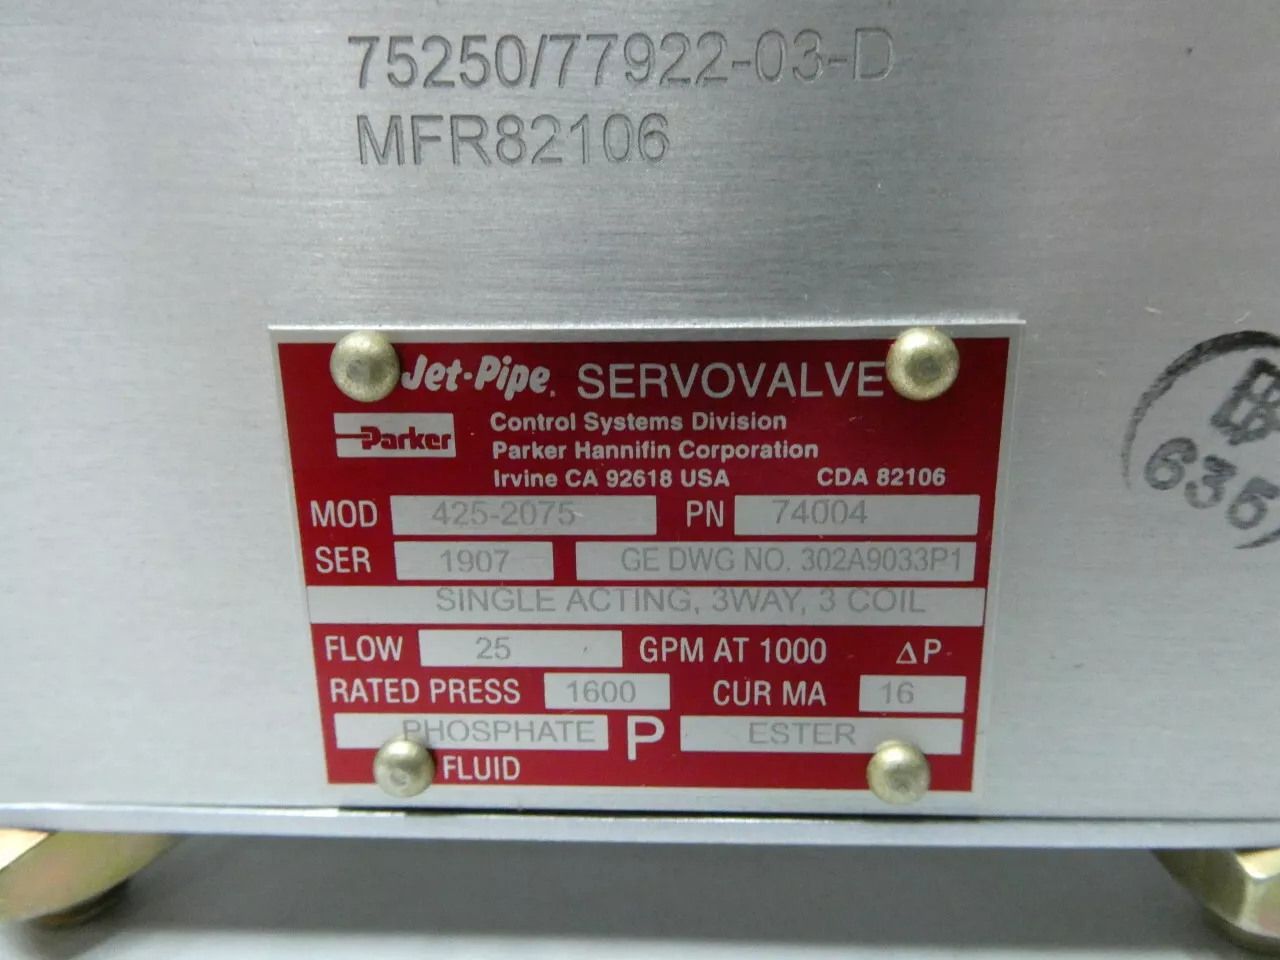 75250/77922-03-D
MFR82106
Jet-Pipe. SERVOVALVE
Parker
Control Systems Division
Parker Hannifin Corporation
Irvine CA 92618 USA CDA 82106
MOD 425-2075 PN 74004
SER 1907 GE DWG NO. 302A9033P1
SINGLE ACTING, 3WAY, 3 COIL
FLOW 25 GPM AT 1000 ΔP
RATED PRESS 1600 CUR MA 16
PHOSPHATE P ESTER
FLUID